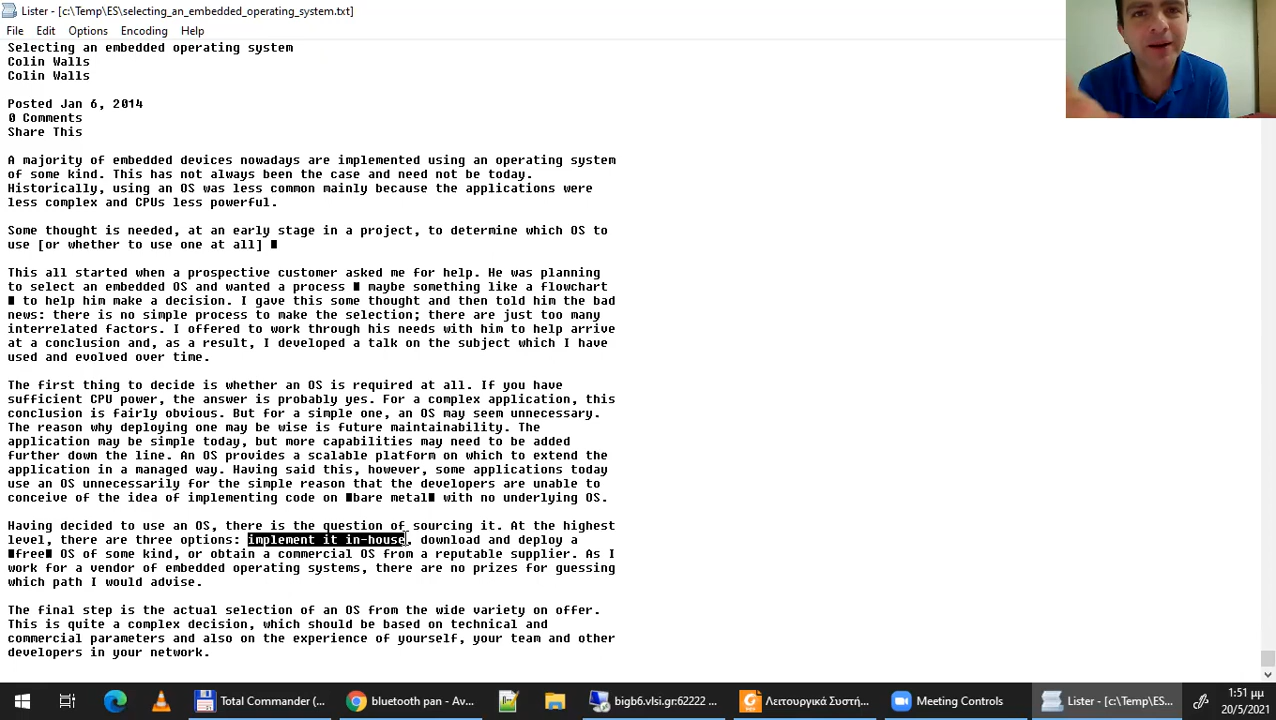 Lister - [c:\Temp\ES\selecting_an_embedded_operating_system.txt]
File Edit Options Encoding Help
Selecting an embedded operating system
Colin Walls
Colin Walls
Posted Jan 6, 2014
0 Comments
Share This
A majority of embedded devices nowadays are implemented using an operating system
of some kind. This has not always been the case and need not be today.
Historically, using an OS was less common mainly because the applications were
less complex and CPUs less powerful.
Some thought is needed, at an early stage in a project, to determine which OS to
use [or whether to use one at all] ■
This all started when a prospective customer asked me for help. He was planning
to select an embedded OS and wanted a process ■ maybe something like a flowchart
■ to help him make a decision. I gave this some thought and then told him the bad
news: there is no simple process to make the selection; there are just too many
interrelated factors. I offered to work through his needs with him to help arrive
at a conclusion and, as a result, I developed a talk on the subject which I have
used and evolved over time.
The first thing to decide is whether an OS is required at all. If you have
sufficient CPU power, the answer is probably yes. For a complex application, this
conclusion is fairly obvious. But for a simple one, an OS may seem unnecessary.
The reason why deploying one may be wise is future maintainability. The
application may be simple today, but more capabilities may need to be added
further down the line. An OS provides a scalable platform on which to extend the
application in a managed way. Having said this, however, some applications today
use an OS unnecessarily for the simple reason that the developers are unable to
conceive of the idea of implementing code on ■bare metal■ with no underlying OS.
Having decided to use an OS, there is the question of sourcing it. At the highest
level, there are three options: implement it in-house, download and deploy a
■free■ OS of some kind, or obtain a commercial OS from a reputable supplier. As I
work for a vendor of embedded operating systems, there are no prizes for guessing
which path I would advise.
The final step is the actual selection of an OS from the wide variety on offer.
This is quite a complex decision, which should be based on technical and
commercial parameters and also on the experience of yourself, your team and other
developers in your network.
Total Commander (... bluetooth pan - Αν... bigb6.vlsi.gr:62222 ... Λειτουργικά Συστή... Meeting Controls Lister - [c:\Temp\ES... 1:51 μμ
20/5/2021